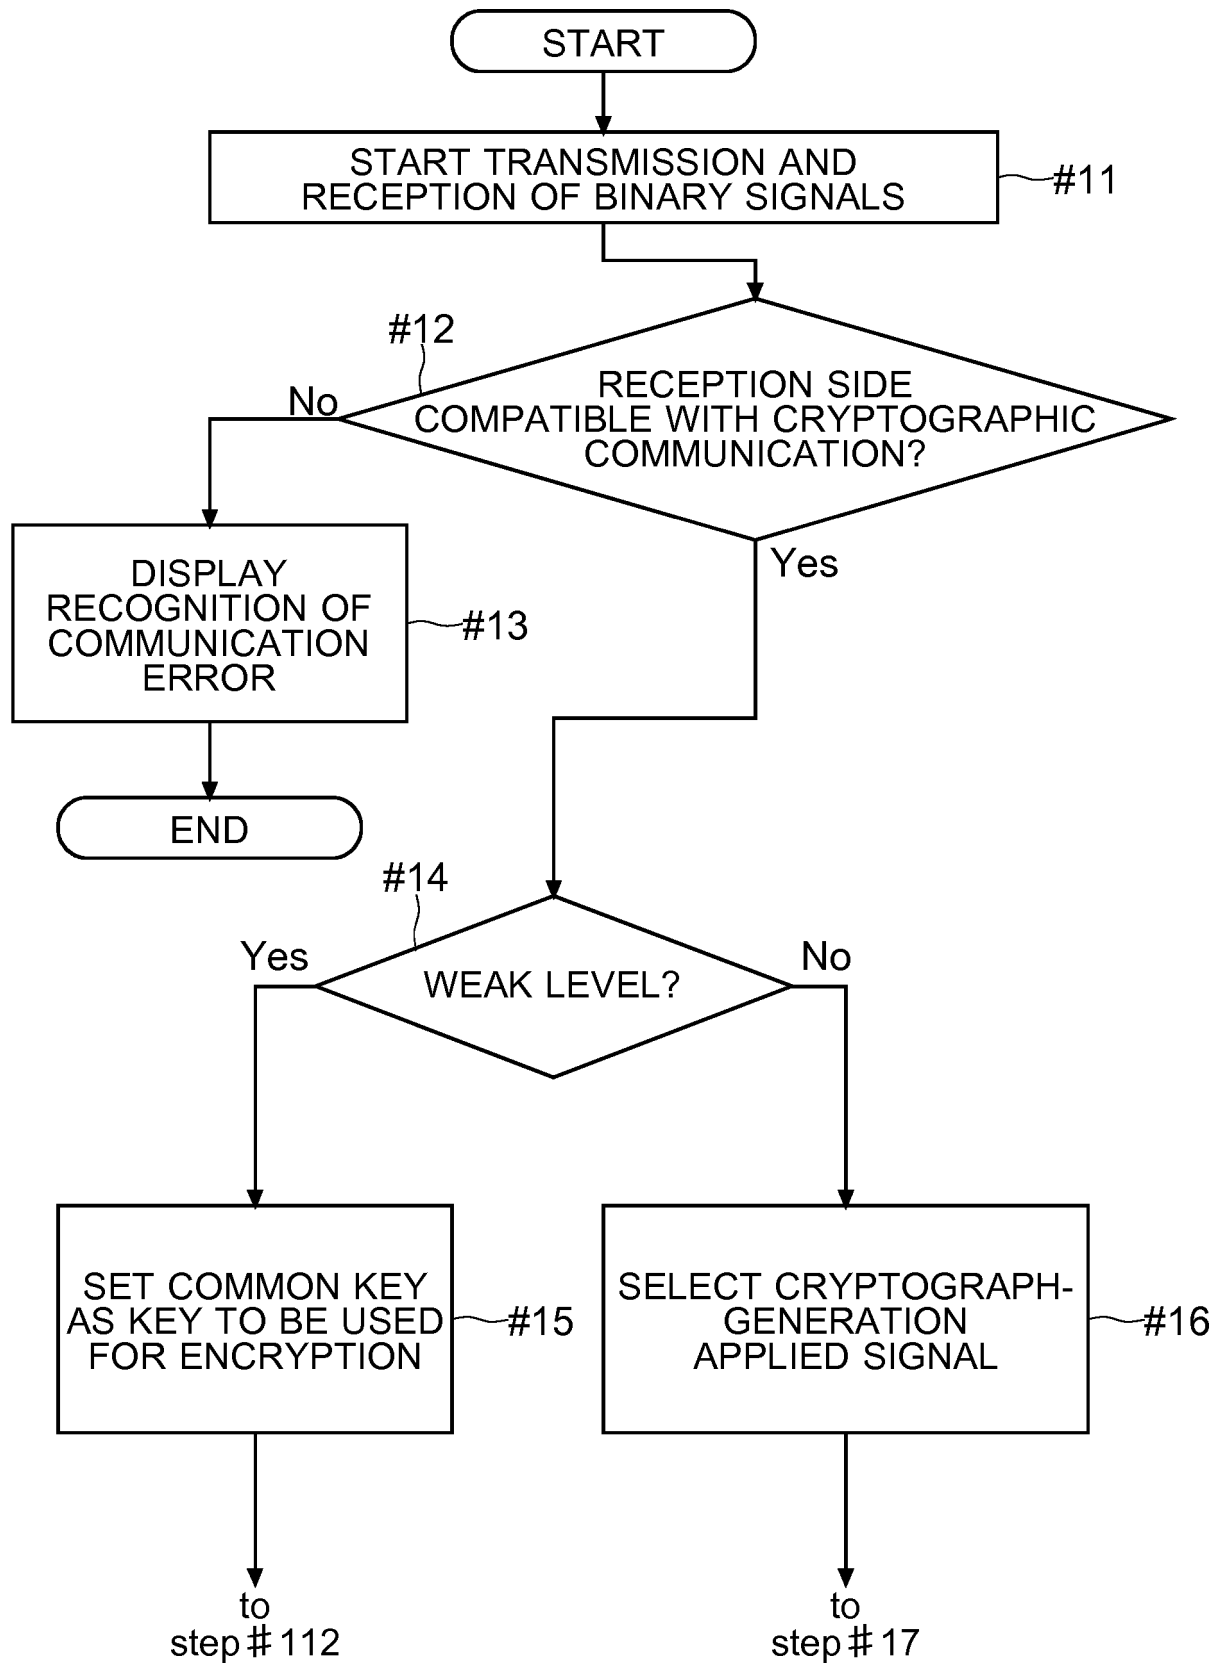 START
START TRANSMISSION AND
RECEPTION OF BINARY SIGNALS
#11
#12
RECEPTION SIDE
COMPATIBLE WITH CRYPTOGRAPHIC
COMMUNICATION?
No
Yes
DISPLAY
RECOGNITION OF
COMMUNICATION
ERROR
#13
END
#14
WEAK LEVEL?
Yes
No
SET COMMON KEY
AS KEY TO BE USED
FOR ENCRYPTION
#15
SELECT CRYPTOGRAPH-
GENERATION
APPLIED SIGNAL
#16
to
step#112
to
step#17